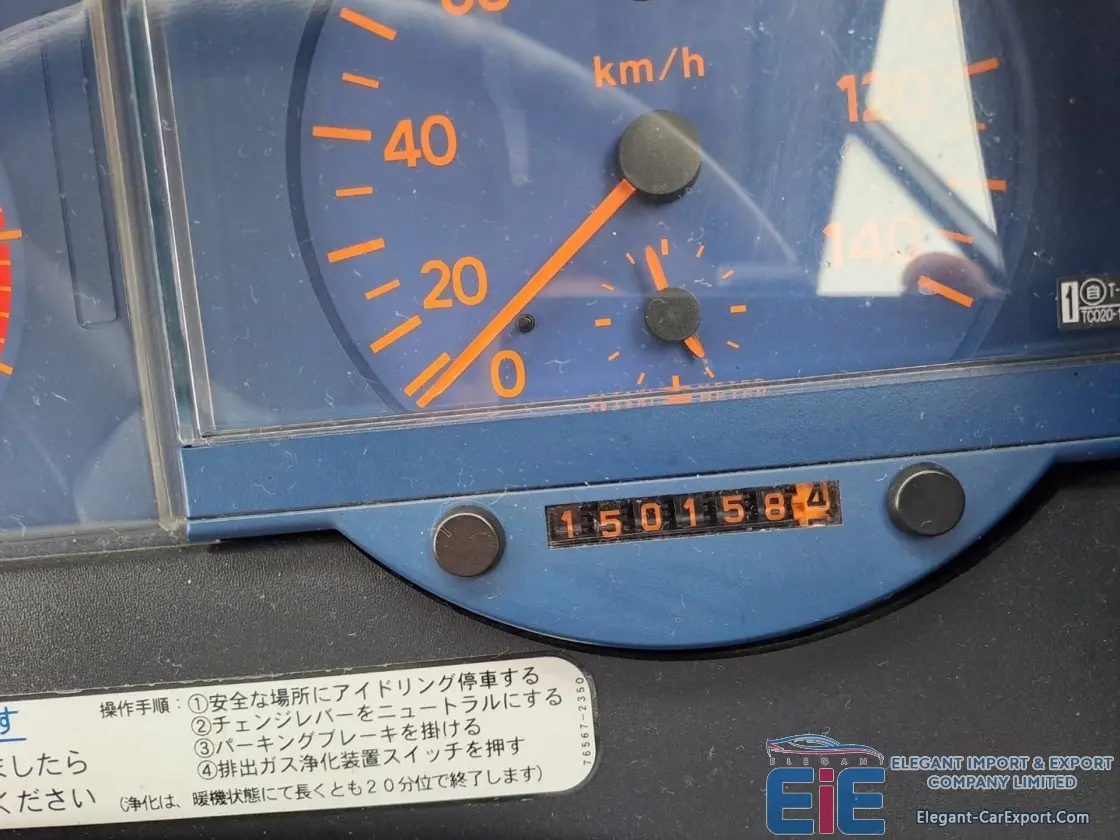 km/h
120
40
140
20
0
1 自 T-
TCO20-1
1501584
す
操作手順：①安全な場所にアイドリング停車する
②チェンジレバーをニュートラルにする
③パーキングブレーキを掛ける
④排出ガス浄化装置スイッチを押す
ましたら
ください
（浄化は、暖機状態にて長くとも20分位で終了します）
76567-2350
ELEGANT
EiE
ELEGANT IMPORT & EXPORT
COMPANY LIMITED
Elegant-CarExport.Com